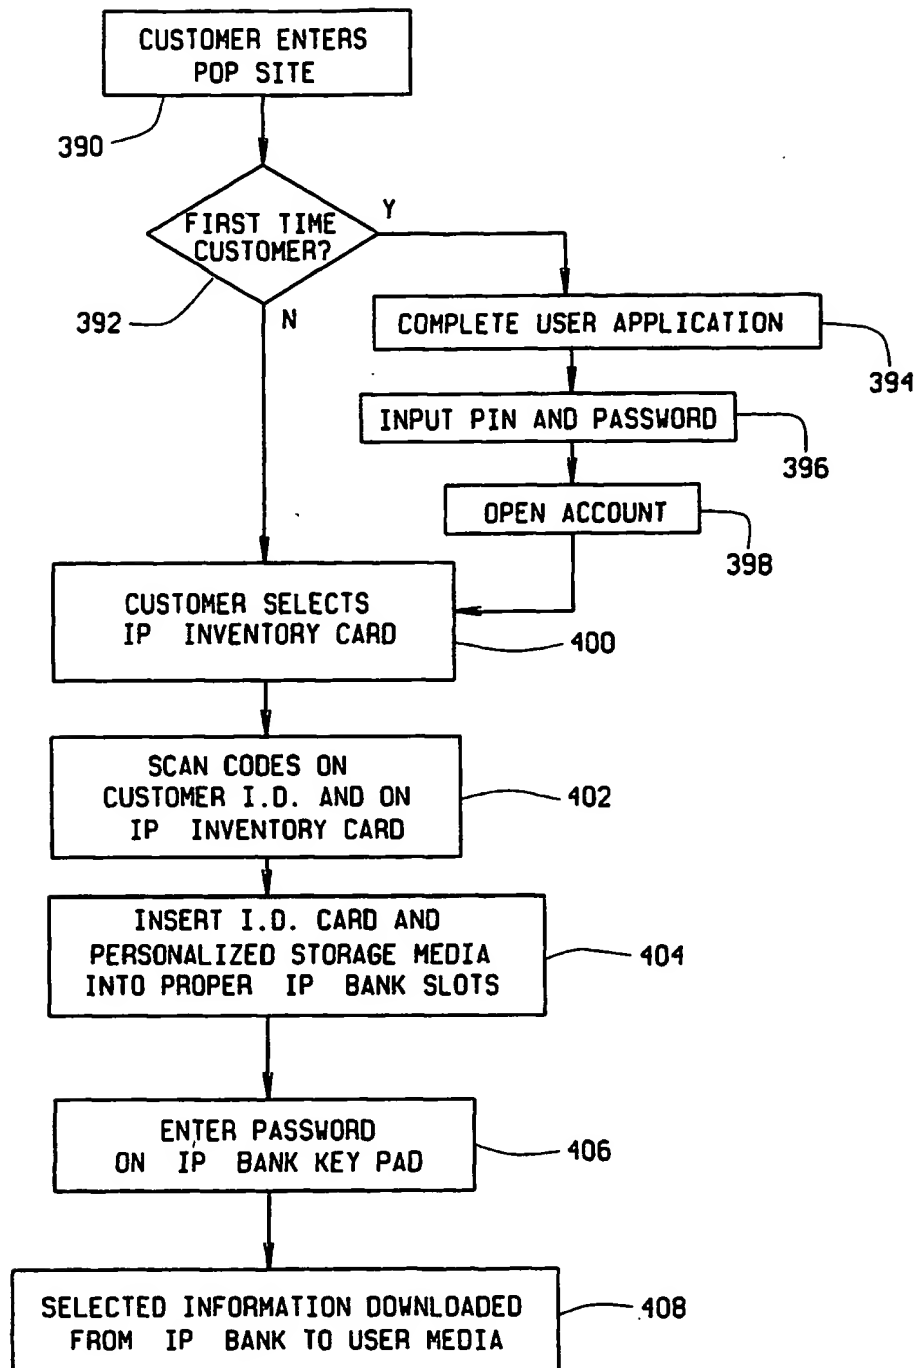 CUSTOMER ENTERS
POP SITE
390
FIRST TIME
CUSTOMER?
Y
392
N
COMPLETE USER APPLICATION
394
INPUT PIN AND PASSWORD
396
OPEN ACCOUNT
398
CUSTOMER SELECTS
IP INVENTORY CARD
400
SCAN CODES ON
CUSTOMER I.D. AND ON
IP INVENTORY CARD
402
INSERT I.D. CARD AND
PERSONALIZED STORAGE MEDIA
INTO PROPER IP BANK SLOTS
404
ENTER PASSWORD
ON IP BANK KEY PAD
406
SELECTED INFORMATION DOWNLOADED
FROM IP BANK TO USER MEDIA
408